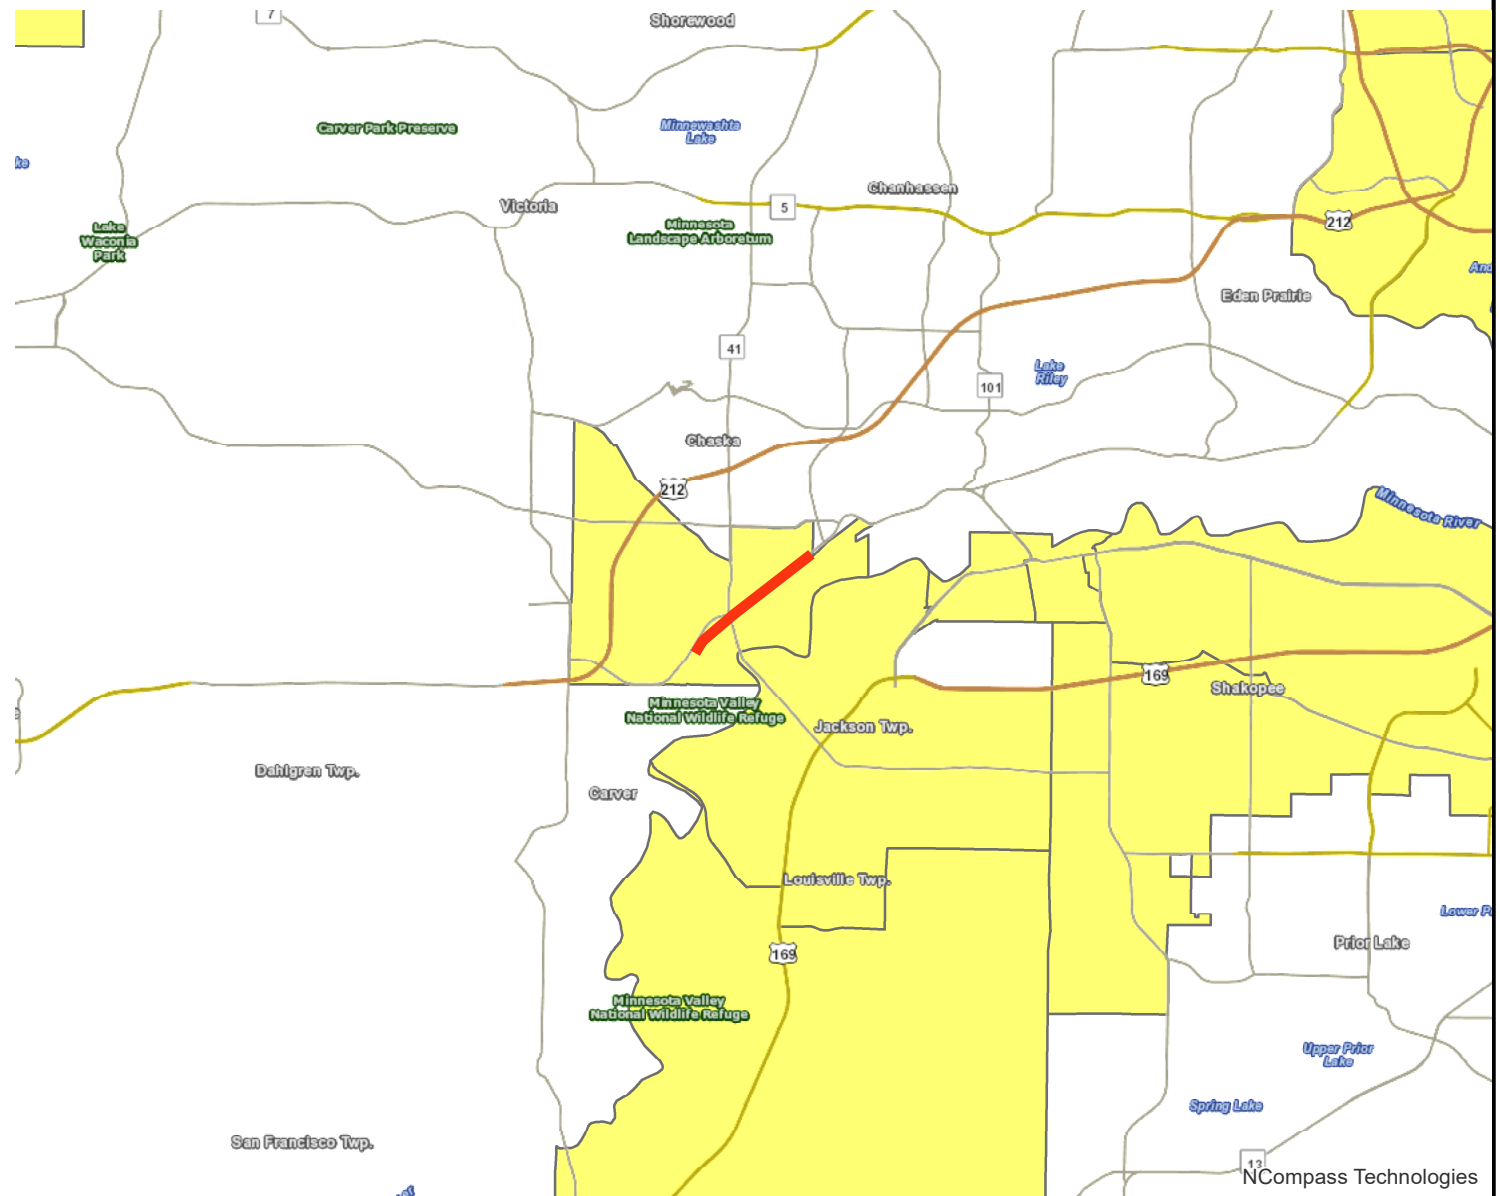 7
Shorewood
Carver Park Preserve
Minnewashta
Lake
ke
Chanhassen
Victoria
5
Lake
Waconia
Park
Minnesota
Landscape Arboretum
212
And
Eden Prairie
41
Lake
Riley
101
Chaska
212
Minnesota River
169
Shakopee
Minnesota Valley
National Wildlife Refuge
Jackson Twp.
Dahlgren Twp.
Carver
Louisville Twp.
Lower P
Prior Lake
169
Minnesota Valley
National Wildlife Refuge
Upper Prior
Lake
Spring Lake
San Francisco Twp.
13
NCompass Technologies